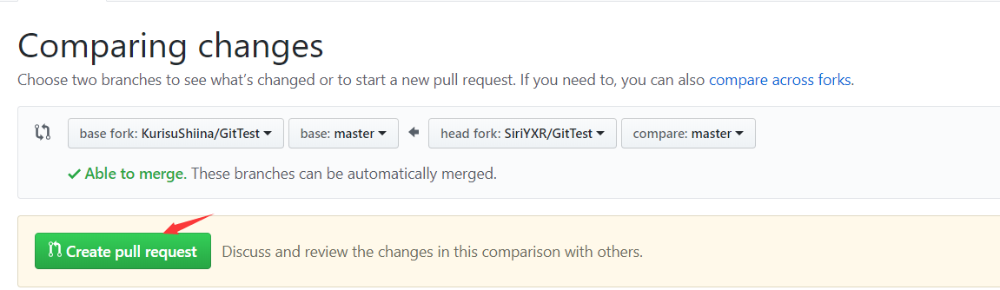 Comparing changes
Choose two branches to see what’s changed or to start a new pull request. If you need to, you can also compare across forks.
base fork: KurisuShiina/GitTest base: master head fork: SiriYXR/GitTest compare: master
Able to merge. These branches can be automatically merged.
Create pull request Discuss and review the changes in this comparison with others.